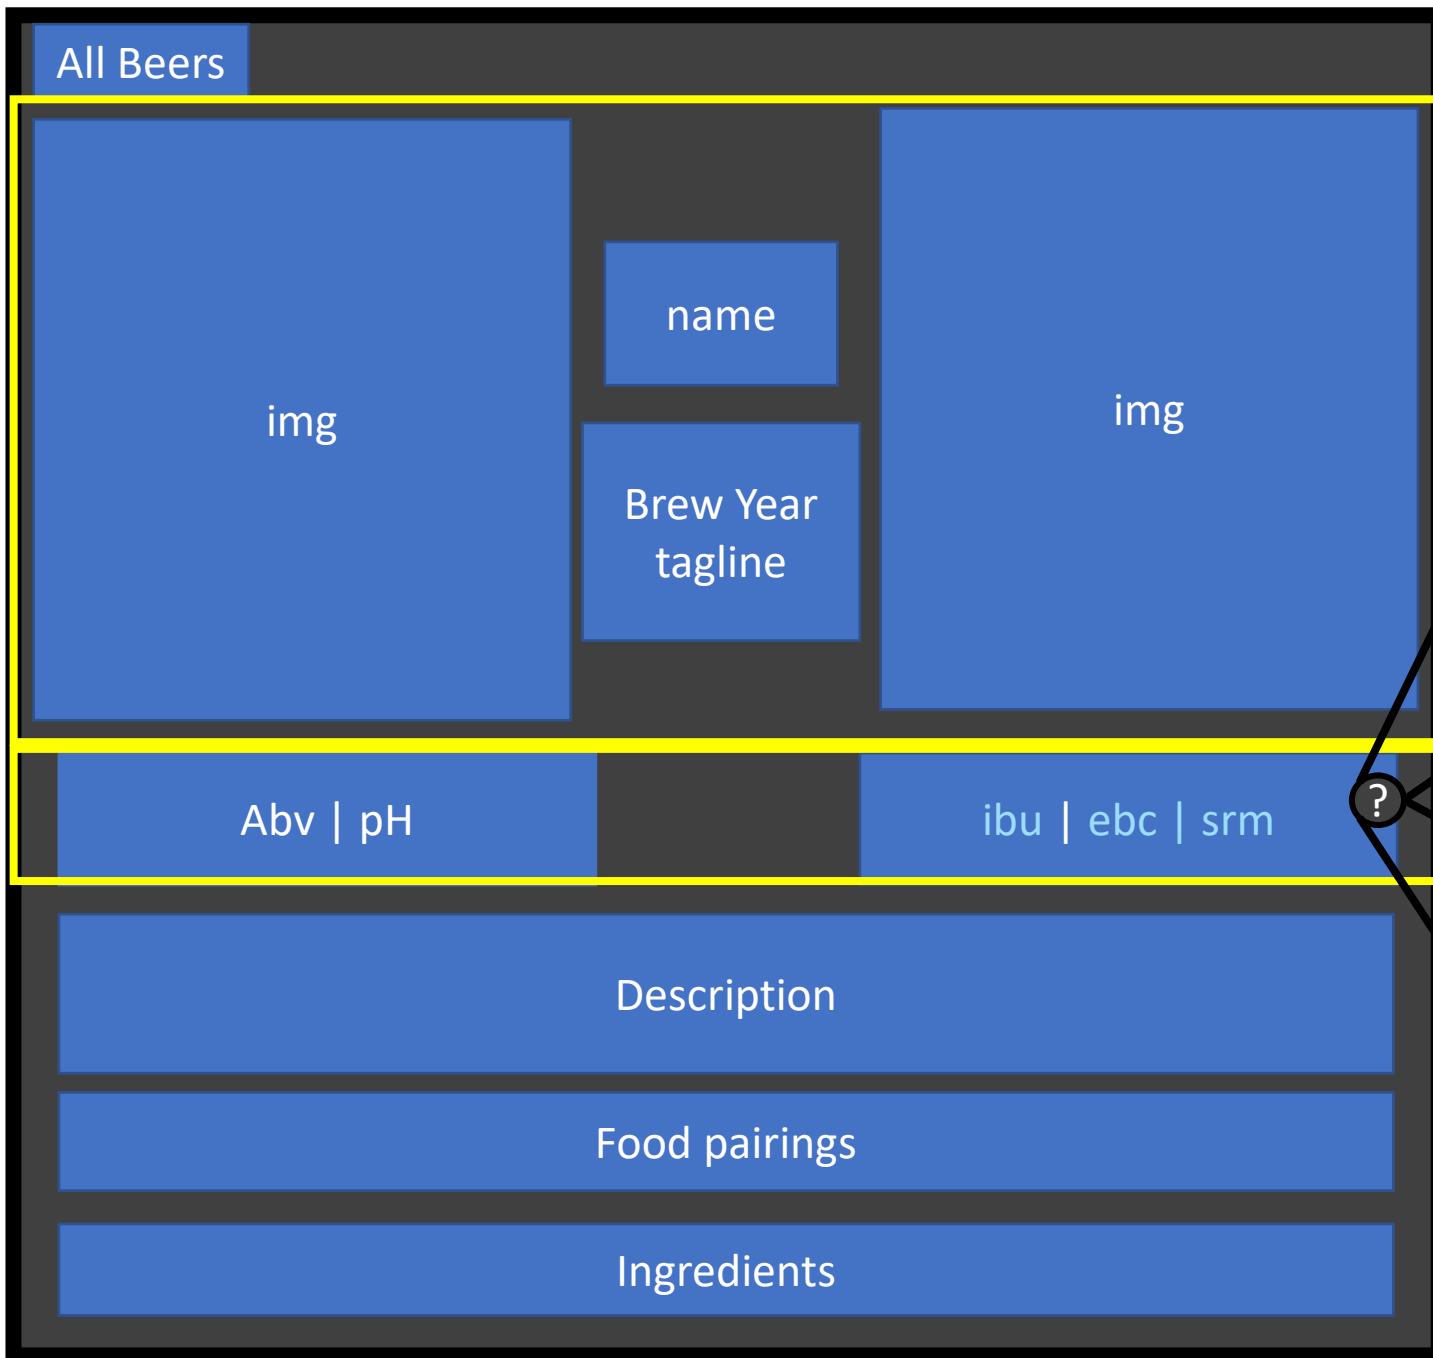 All Beers
img
name
Brew Year
tagline
img
Abv | pH
ibu | ebc | srm
?
Description
Food pairings
Ingredients